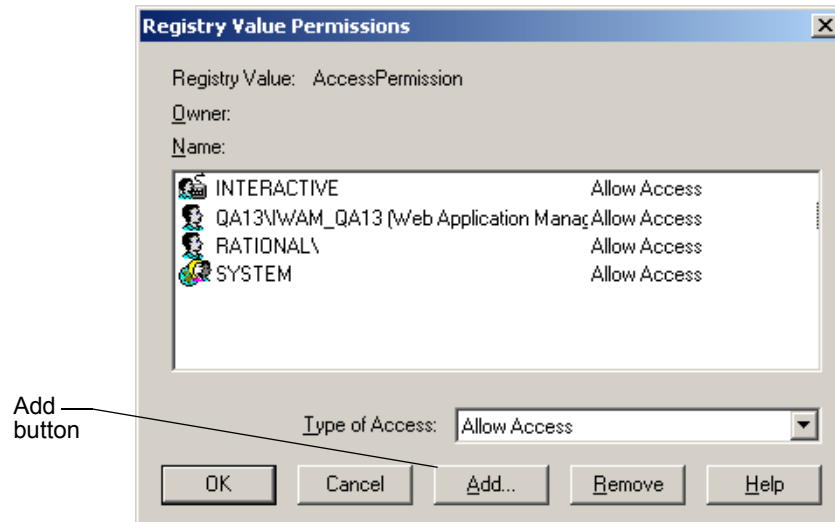 Registry Value Permissions
Registry Value: AccessPermission
Owner:
Name:
INTERACTIVE Allow Access
QA13\IWAM_QA13 (Web Application Manag Allow Access
RATIONAL\ Allow Access
SYSTEM Allow Access
Add
button
Type of Access: Allow Access
OK Cancel Add... Remove Help